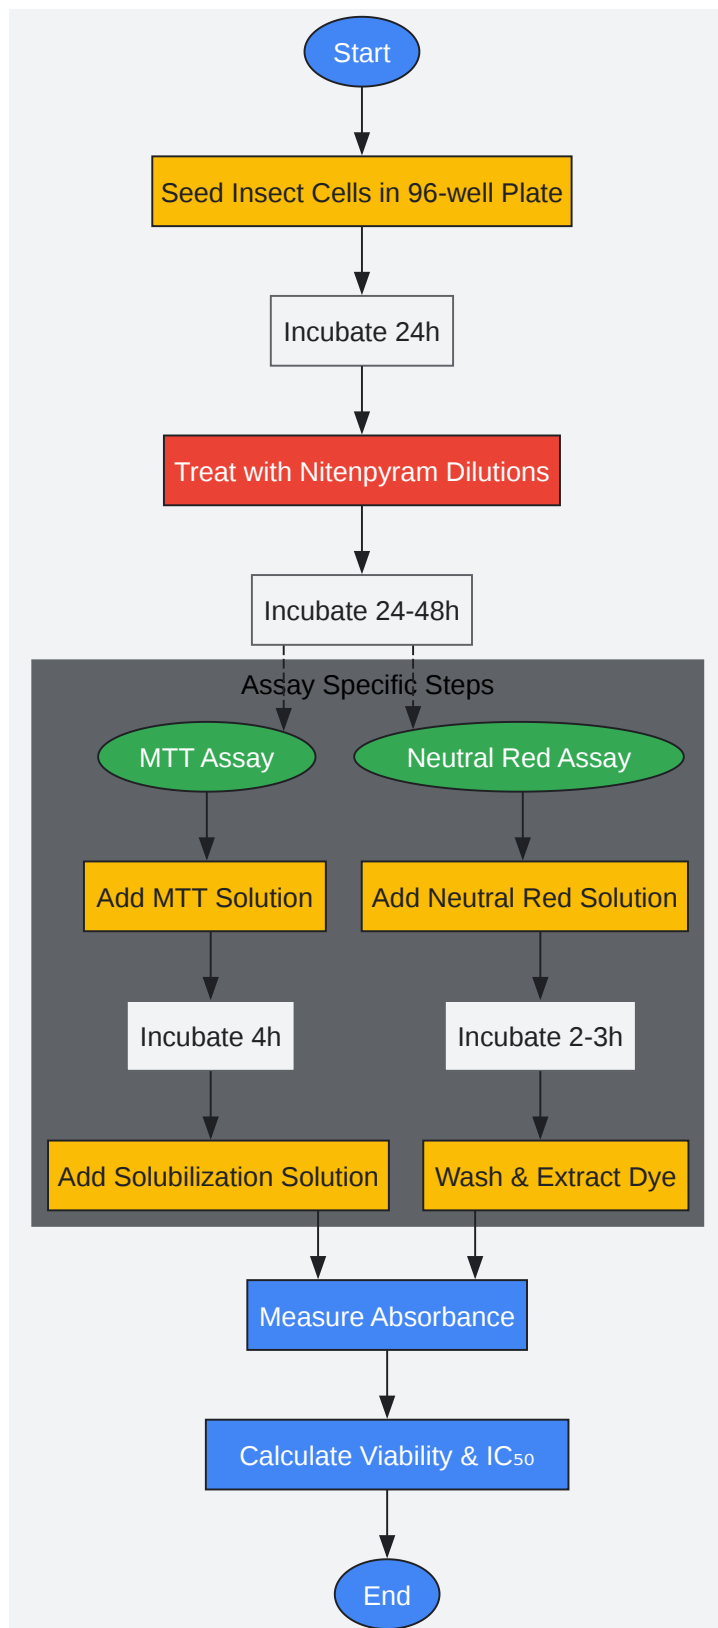 Start
Seed Insect Cells in 96-well Plate
Incubate 24h
Treat with Nitenpyram Dilutions
Incubate 24-48h
Assay Specific Steps
MTT Assay
Neutral Red Assay
Add MTT Solution
Add Neutral Red Solution
Incubate 4h
Incubate 2-3h
Add Solubilization Solution
Wash & Extract Dye
Measure Absorbance
Calculate Viability & IC₅₀
End